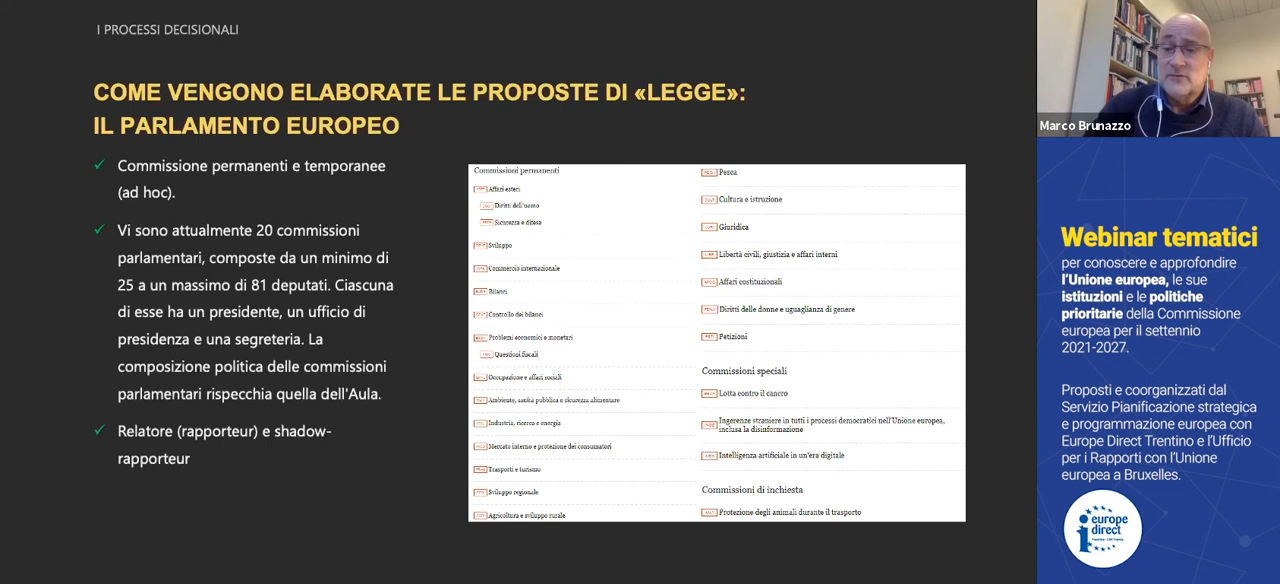 I PROCESSI DECISIONALI
COME VENGONO ELABORATE LE PROPOSTE DI «LEGGE»:
IL PARLAMENTO EUROPEO
Commissione permanenti e temporanee
(ad hoc).
Vi sono attualmente 20 commissioni
parlamentari, composte da un minimo di
25 a un massimo di 81 deputati. Ciascuna
di esse ha un presidente, un ufficio di
presidenza e una segreteria. La
composizione politica delle commissioni
parlamentari rispecchia quella dell'Aula.
Relatore (rapporteur) e shadow-
rapporteur
Commissioni permanenti
Affari esteri
Diritti dell'uomo
Sicurezza e difesa
Sviluppo
Commercio internazionale
Bilanci
Controllo dei bilanci
Problemi economici e monetari
Questioni fiscali
Occupazione e affari sociali
Ambiente, sanità pubblica e sicurezza alimentare
Industria, ricerca e energia
Mercato interno e protezione dei consumatori
Trasporti e turismo
Sviluppo regionale
Agricoltura e sviluppo rurale
Pesca
Cultura e istruzione
Giuridica
Libertà civili, giustizia e affari interni
Affari costituzionali
Diritti delle donne e uguaglianza di genere
Petizioni
Commissioni speciali
Lotta contro il cancro
Ingerenze straniere in tutti i processi democratici nell'Unione europea,
inclusa la disinformazione
Intelligenza artificiale in un'era digitale
Commissioni di inchiesta
Protezione degli animali durante il trasporto
Marco Brunazzo
Webinar tematici
per conoscere e approfondire
l'Unione europea, le sue
istituzioni e le politiche
prioritarie della Commissione
europea per il settennio
2021-2027.
Proposti e coorganizzati dal
Servizio Pianificazione strategica
e programmazione europea con
Europe Direct Trentino e l'Ufficio
per i Rapporti con l'Unione
europea a Bruxelles.
europe
direct